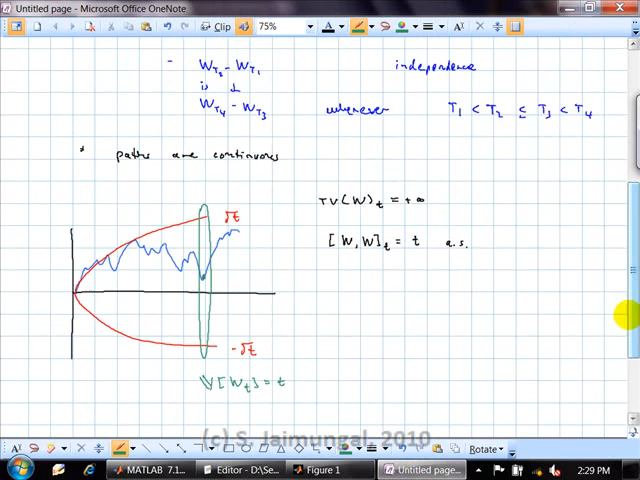 Untitled page - Microsoft Office OneNote
Clip 75%
- W_{T_2} - W_{T_1} independence
is ⊥
W_{T_4} - W_{T_3} whenever T_1 < T_2 ≤ T_3 < T_4
* paths are continuous
TV(W)_t = +∞
√t
[W, W]_t = t a.s.
-√t
𝕍[W_t] = t
(c) S. Jaimungal, 2010
Rotate
MATLAB 7.1... Editor - D:\Se... Figure 1 Untitled page -... 2:29 PM